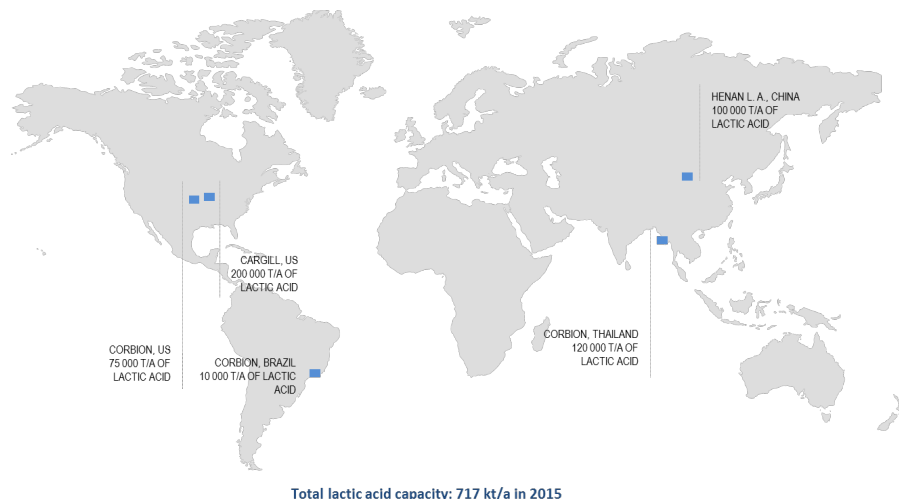 HENAN L. A., CHINA
100 000 T/A OF
LACTIC ACID
CARGILL, US
200 000 T/A OF
LACTIC ACID
CORBION, THAILAND
120 000 T/A OF
LACTIC ACID
CORBION, US
75 000 T/A OF
LACTIC ACID
CORBION, BRAZIL
10 000 T/A OF LACTIC
ACID
Total lactic acid capacity: 717 kt/a in 2015